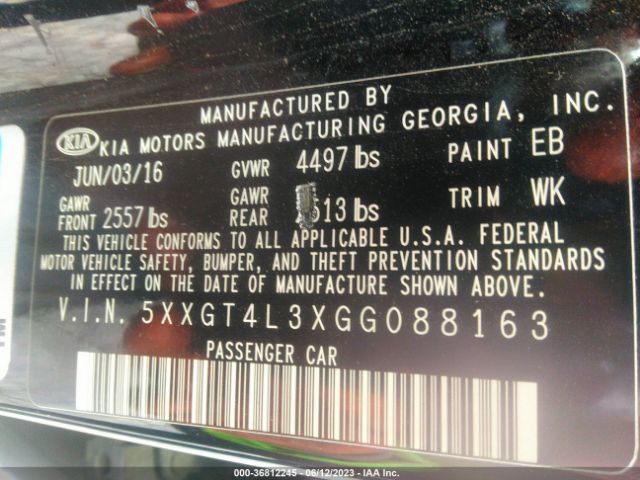 MANUFACTURED BY
KIA KIA MOTORS MANUFACTURING GEORGIA, INC.
JUN/03/16 GVWR 4497 lbs PAINT EB
GAWR FRONT 2557 lbs GAWR REAR 13 lbs TRIM WK
THIS VEHICLE CONFORMS TO ALL APPLICABLE U.S.A. FEDERAL
MOTOR VEHICLE SAFETY, BUMPER, AND THEFT PREVENTION STANDARDS
IN EFFECT ON THE DATE OF MANUFACTURE SHOWN ABOVE.
V.I.N. 5XXGT4L3XGG088163
PASSENGER CAR
000-36812245 - 06/12/2023 - IAA Inc.